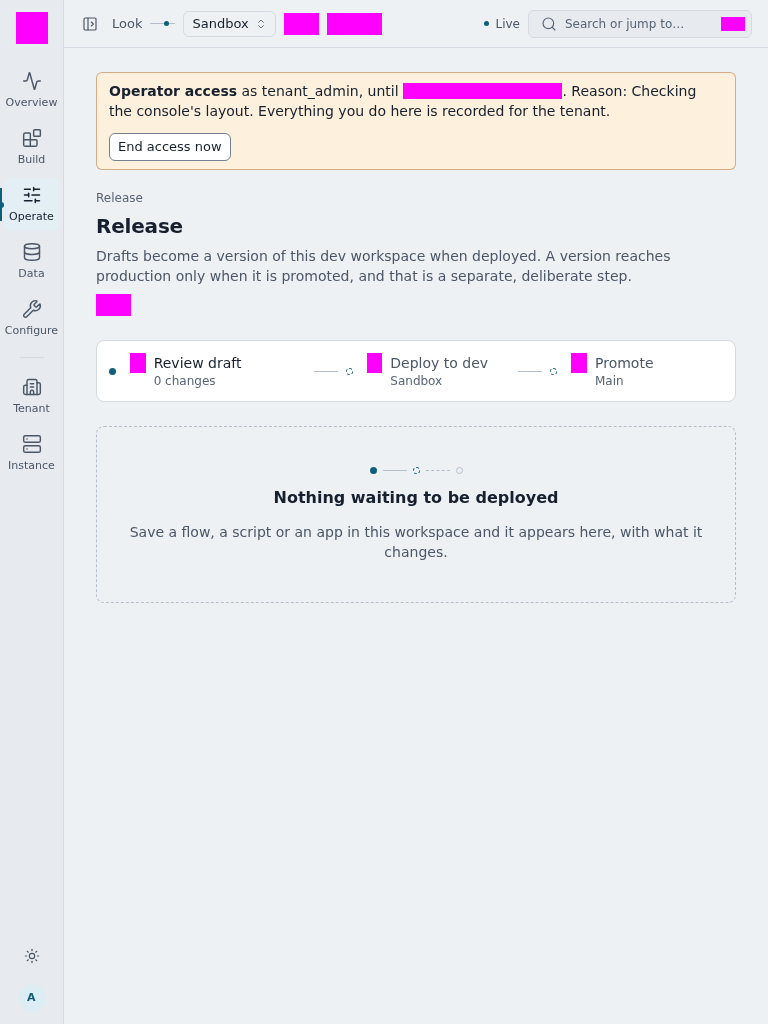 Look
Sandbox
Live
Search or jump to…
Overview
Build
Operate
Data
Configure
Tenant
Instance
A
Operator access as tenant_admin, until . Reason: Checking
the console's layout. Everything you do here is recorded for the tenant.
End access now
Release
Release
Drafts become a version of this dev workspace when deployed. A version reaches
production only when it is promoted, and that is a separate, deliberate step.
Review draft
0 changes
Deploy to dev
Sandbox
Promote
Main
Nothing waiting to be deployed
Save a flow, a script or an app in this workspace and it appears here, with what it
changes.